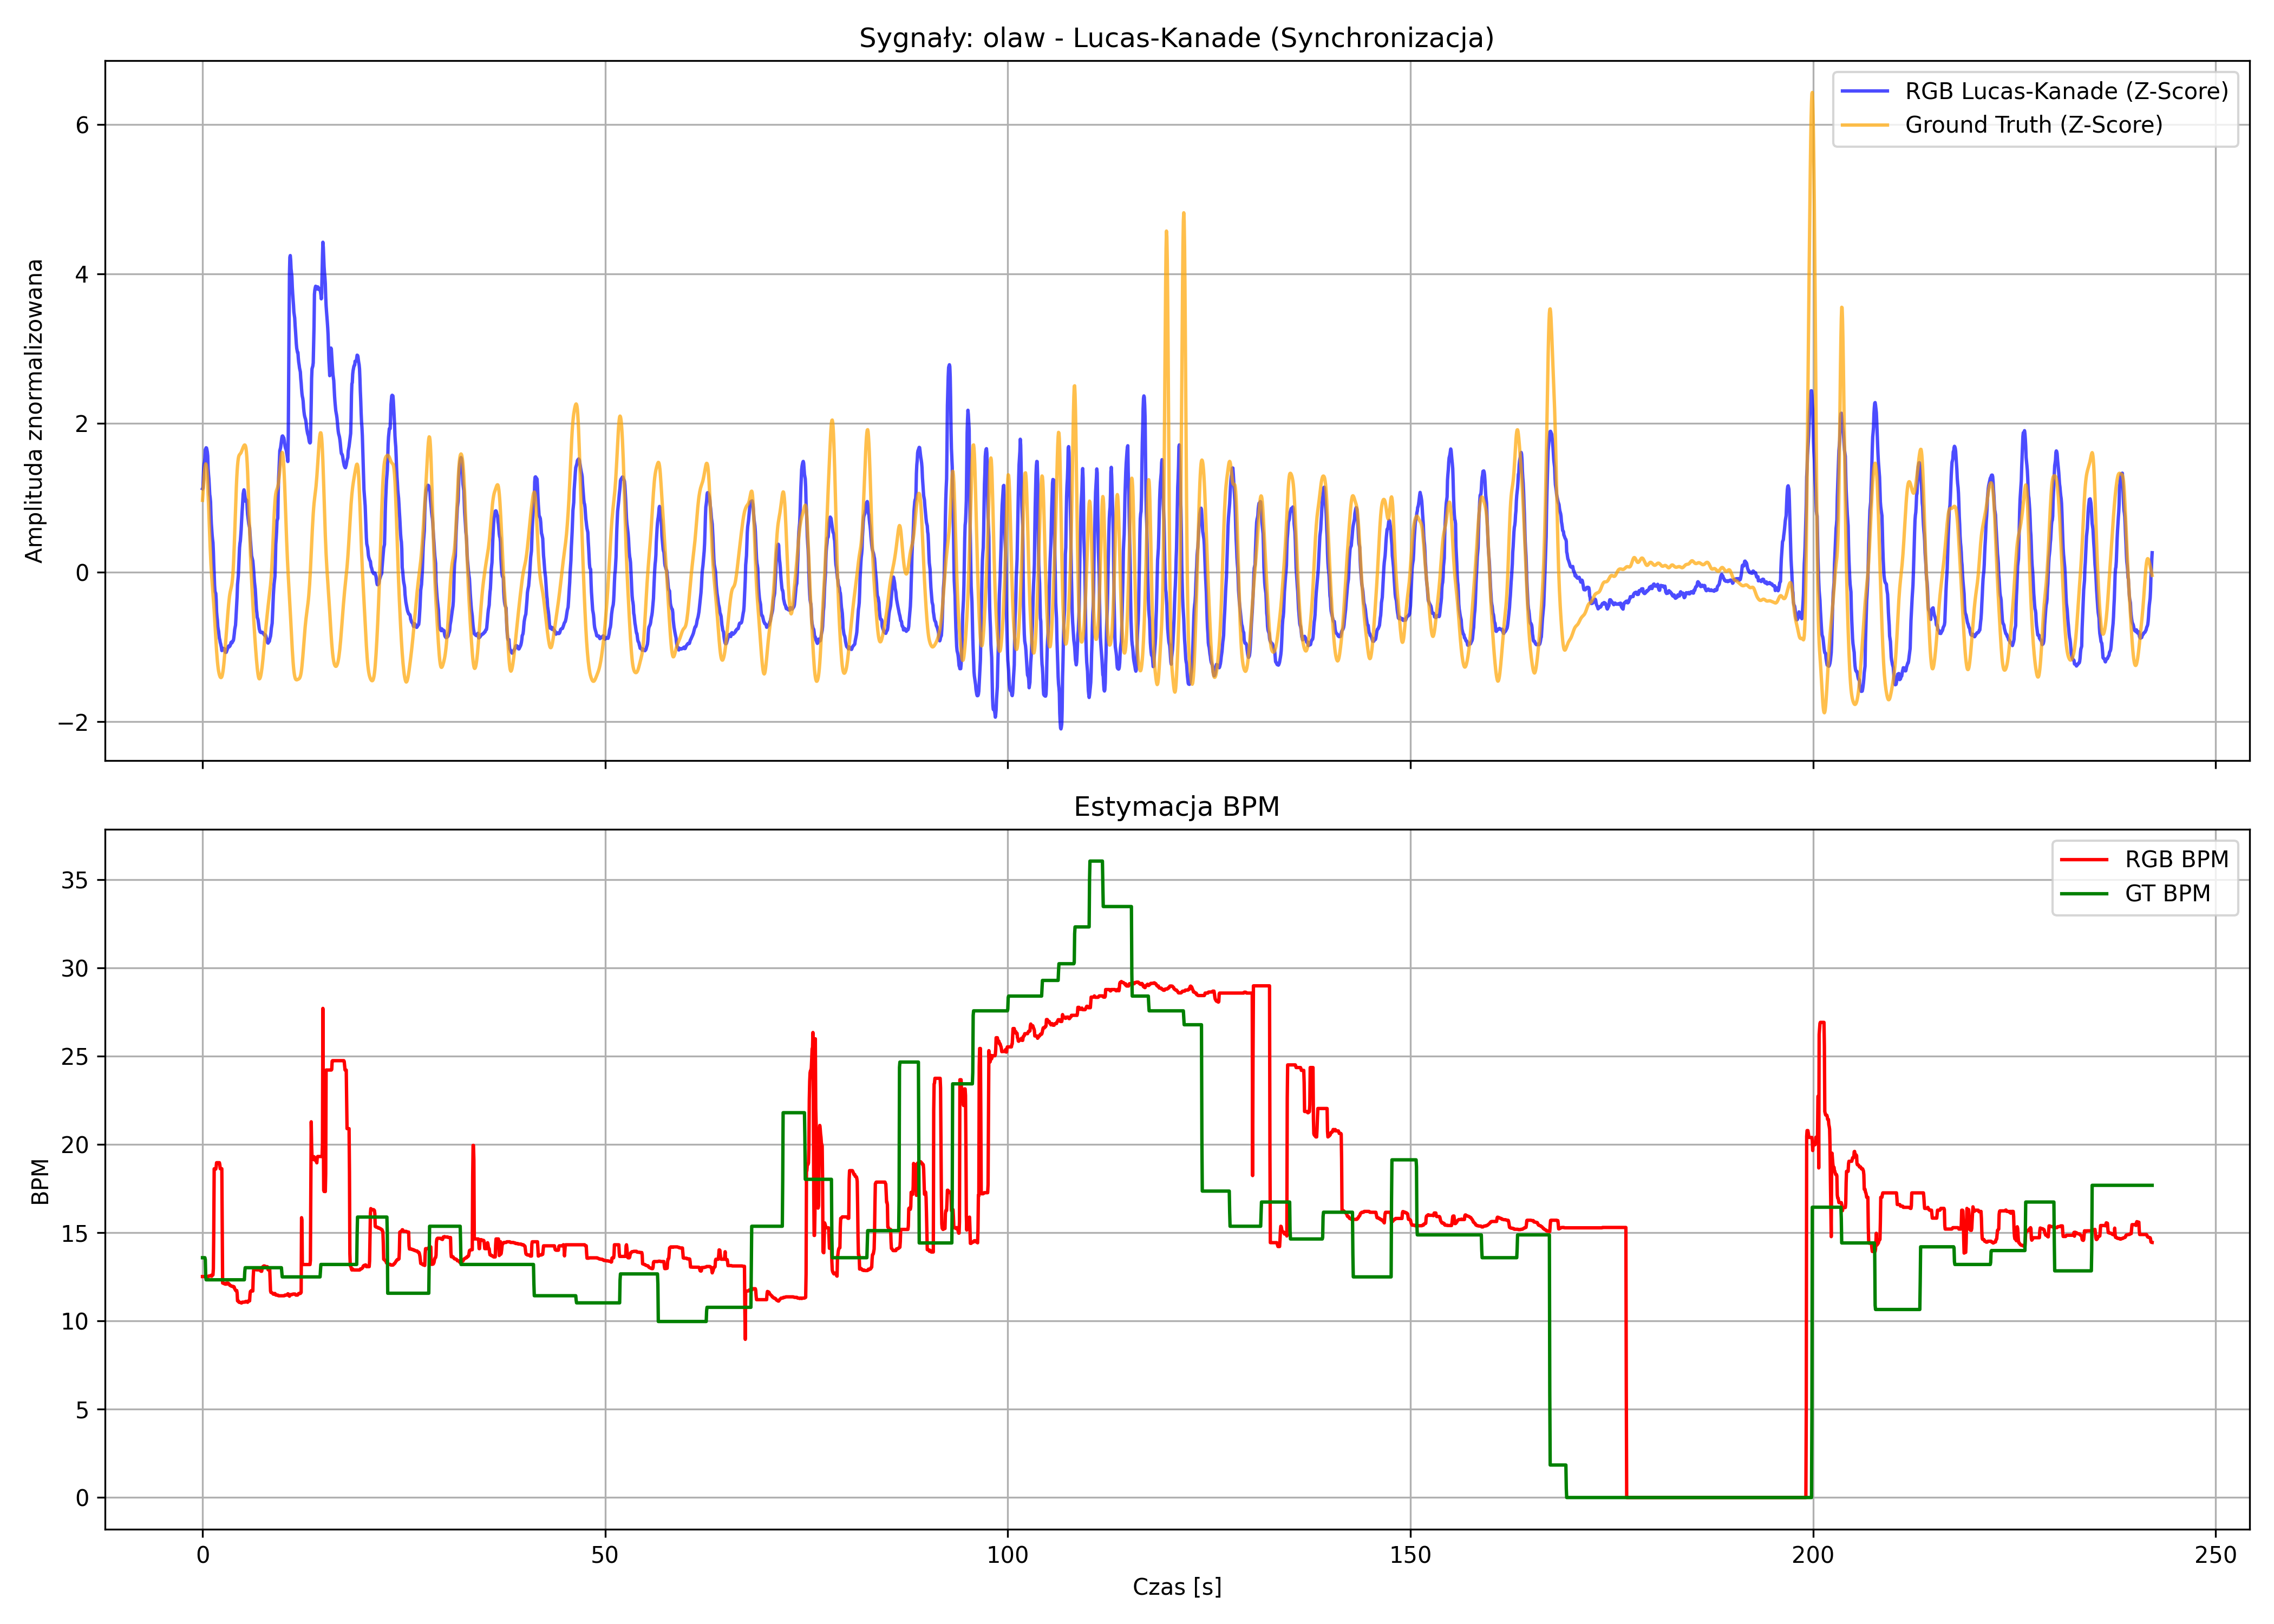 Sygnały: olaw - Lucas-Kanade (Synchronizacja)
RGB Lucas-Kanade (Z-Score)
Ground Truth (Z-Score)
Amplituda znormalizowana
6
4
2
0
−2
Estymacja BPM
RGB BPM
GT BPM
BPM
35
30
25
20
15
10
5
0
0
50
100
150
200
250
Czas [s]